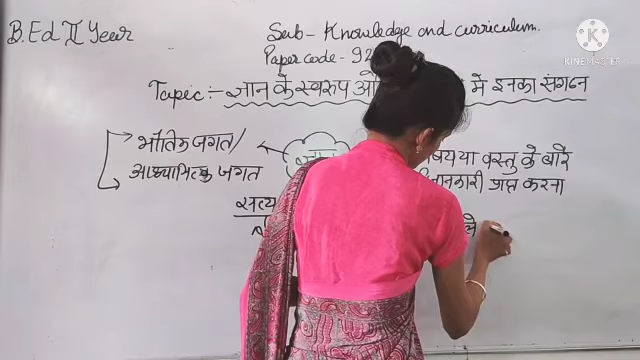 B.Ed II Year
Sub- Knowledge and curriculum.
Paper code- 92
Topic:- ज्ञान के स्वरुप में इनका संगठन
भौतिक जगत/
आध्यात्मिक जगत
या वस्तु के बारे
जानकारी प्राप्त करना
सत्य
KINEMASTER